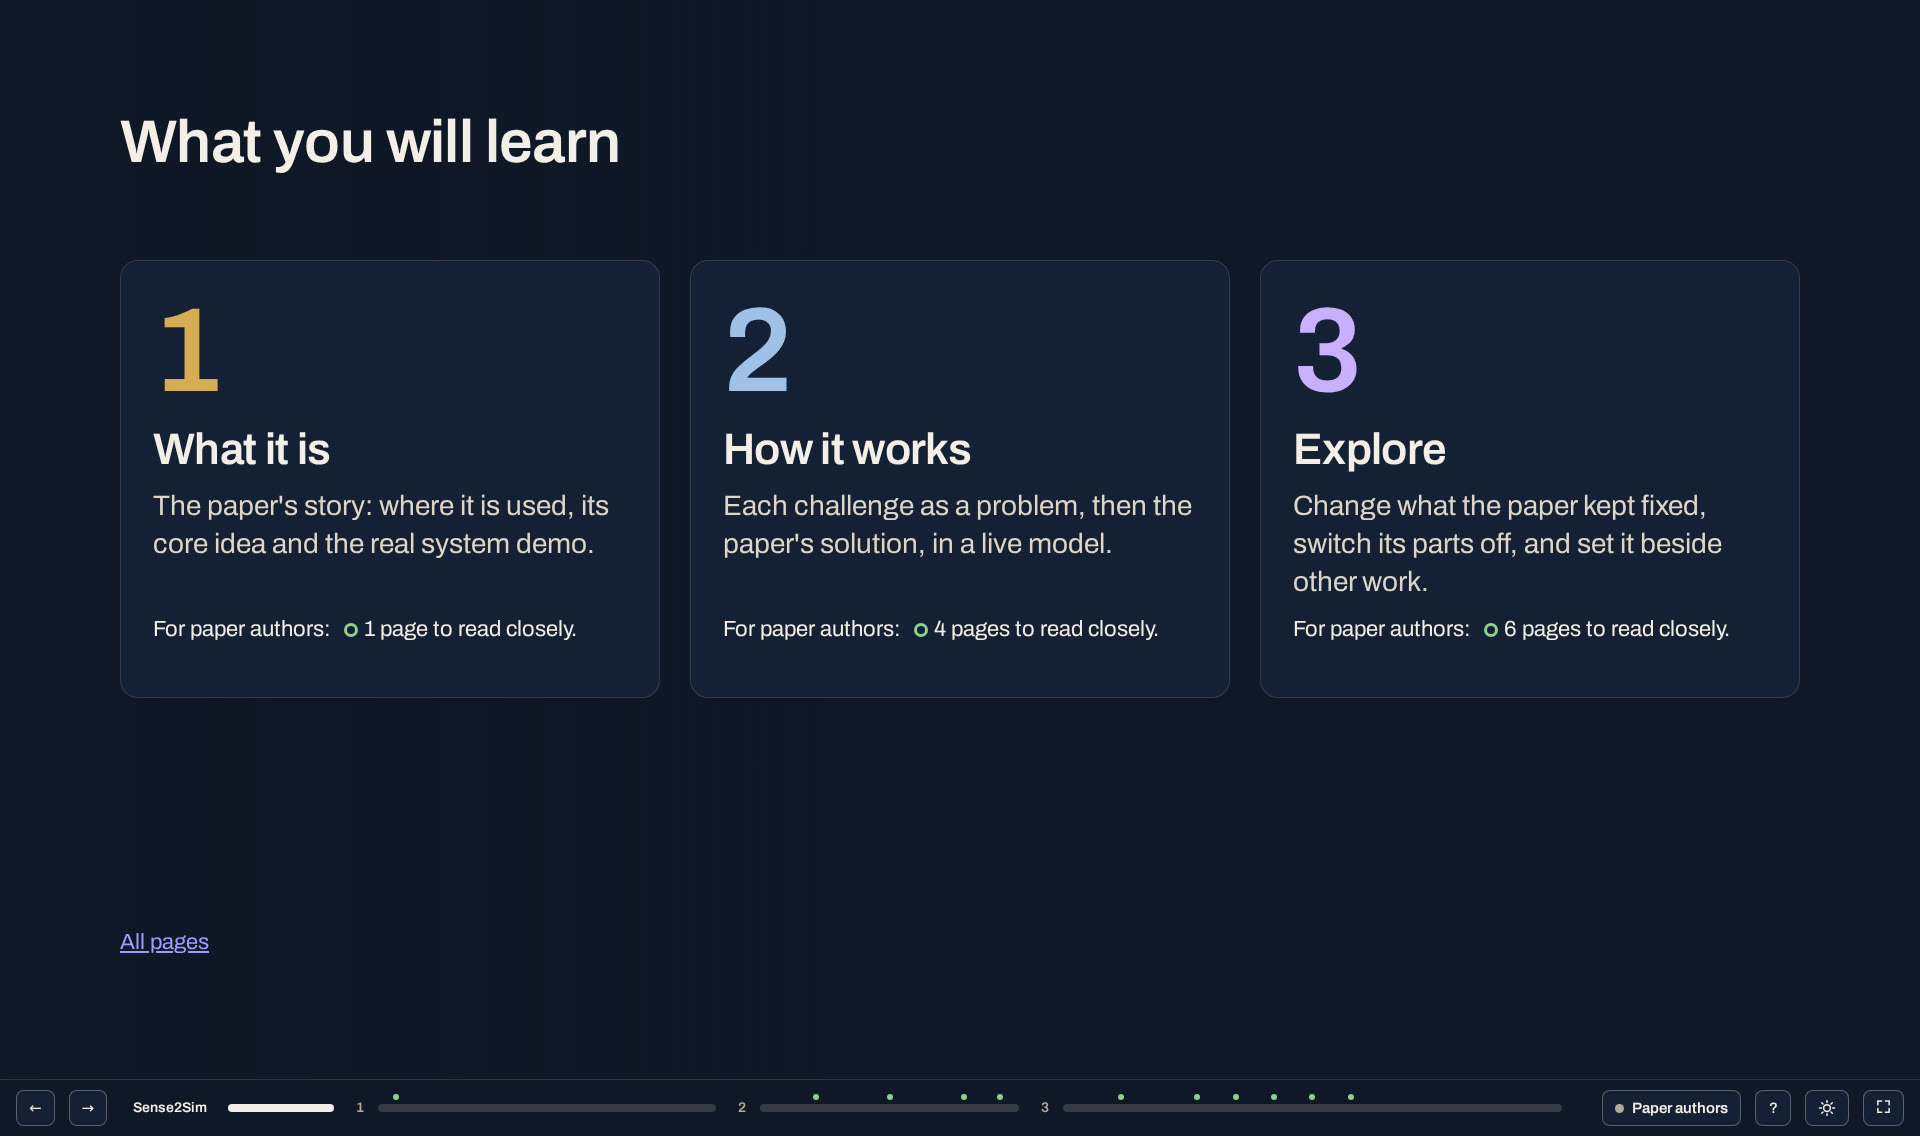 What you will learn
1
What it is
The paper's story: where it is used, its
core idea and the real system demo.
For paper authors: 1 page to read closely.
2
How it works
Each challenge as a problem, then the
paper's solution, in a live model.
For paper authors: 4 pages to read closely.
3
Explore
Change what the paper kept fixed,
switch its parts off, and set it beside
other work.
For paper authors: 6 pages to read closely.
All pages
← → Sense2Sim 1 2 3 Paper authors ?